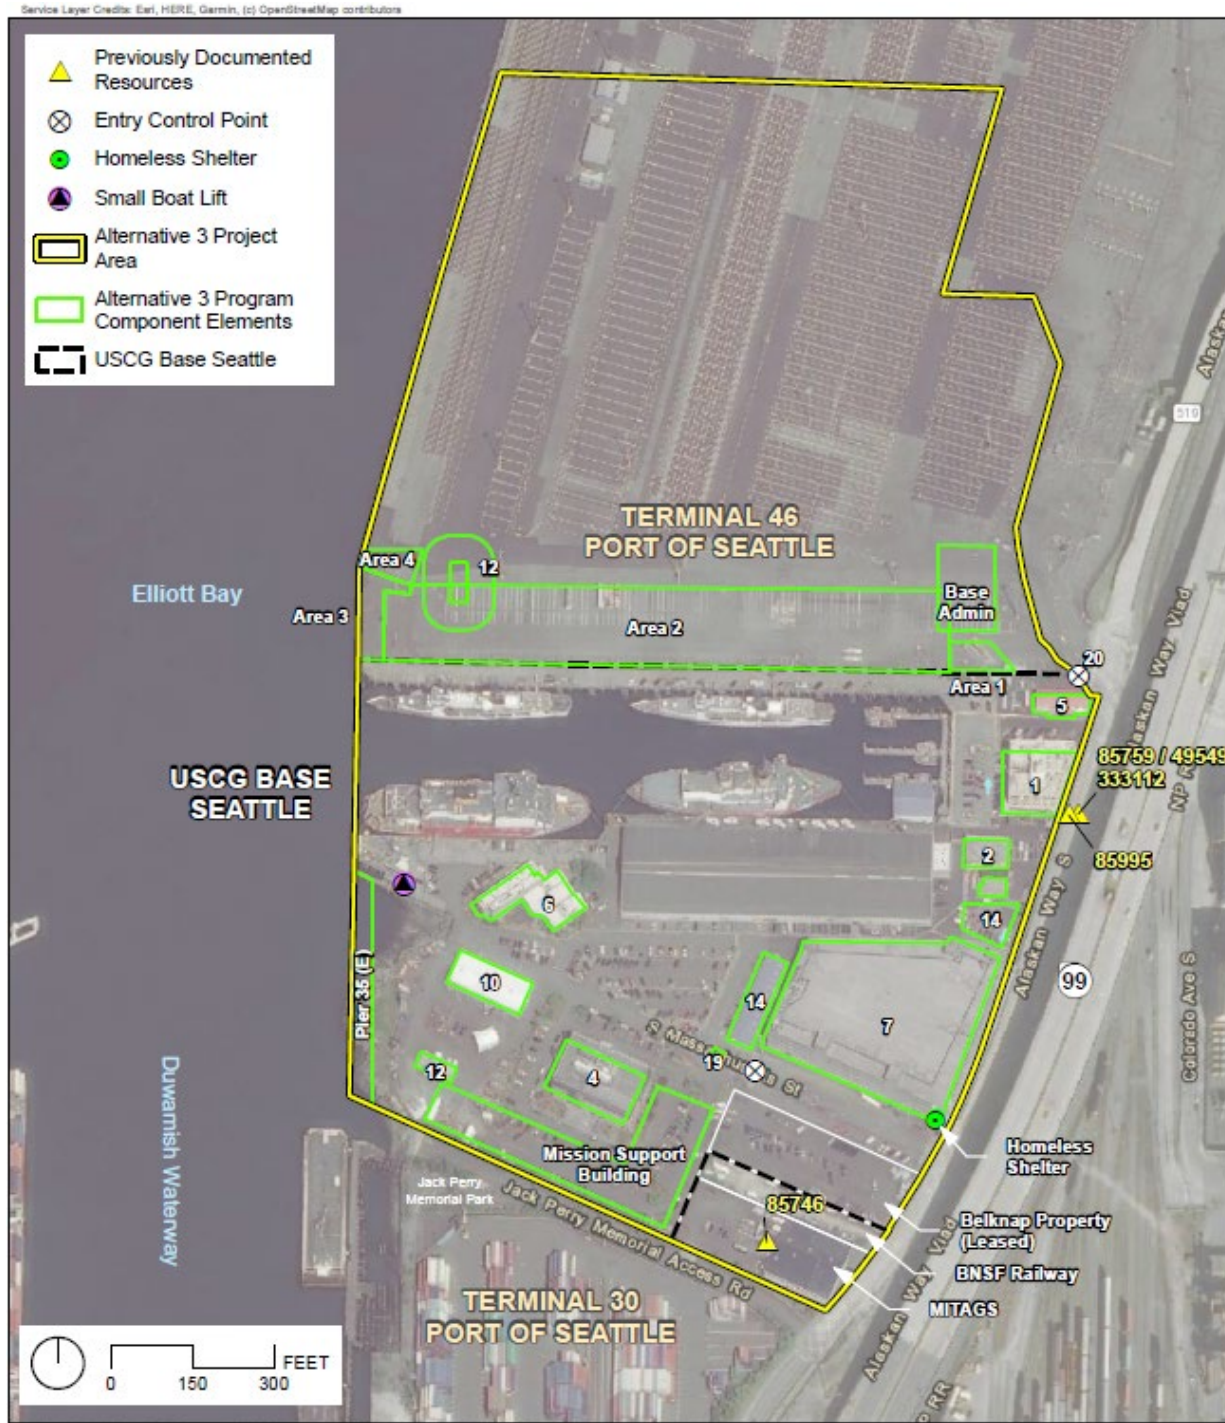 Service Layer Credits: Esri, HERE, Garmin, (c) OpenStreetMap contributors
Previously Documented
Resources
Entry Control Point
Homeless Shelter
Small Boat Lift
Alternative 3 Project
Area
Alternative 3 Program
Component Elements
USCG Base Seattle
519
TERMINAL 46
PORT OF SEATTLE
Area 4
12
Elliott Bay
Area 3
Area 2
Base
Admin
Alaskan Way Viad
20
Area 1
5
USCG BASE
SEATTLE
1
85759 / 49549
333112
85995
2
6
14
Alaskan Way S
10
Pier 35 (E)
14
7
99
Colorado Ave S
S Massachusetts St
19
12
4
Duwamish Waterway
Mission Support
Building
Homeless
Shelter
Jack Perry
Memorial Park
Jack Perry Memorial Access Rd
85746
Belknap Property
(Leased)
BNSF Railway
MITAGS
Alaskan Way Viad
TERMINAL 30
PORT OF SEATTLE
FEET
0 150 300